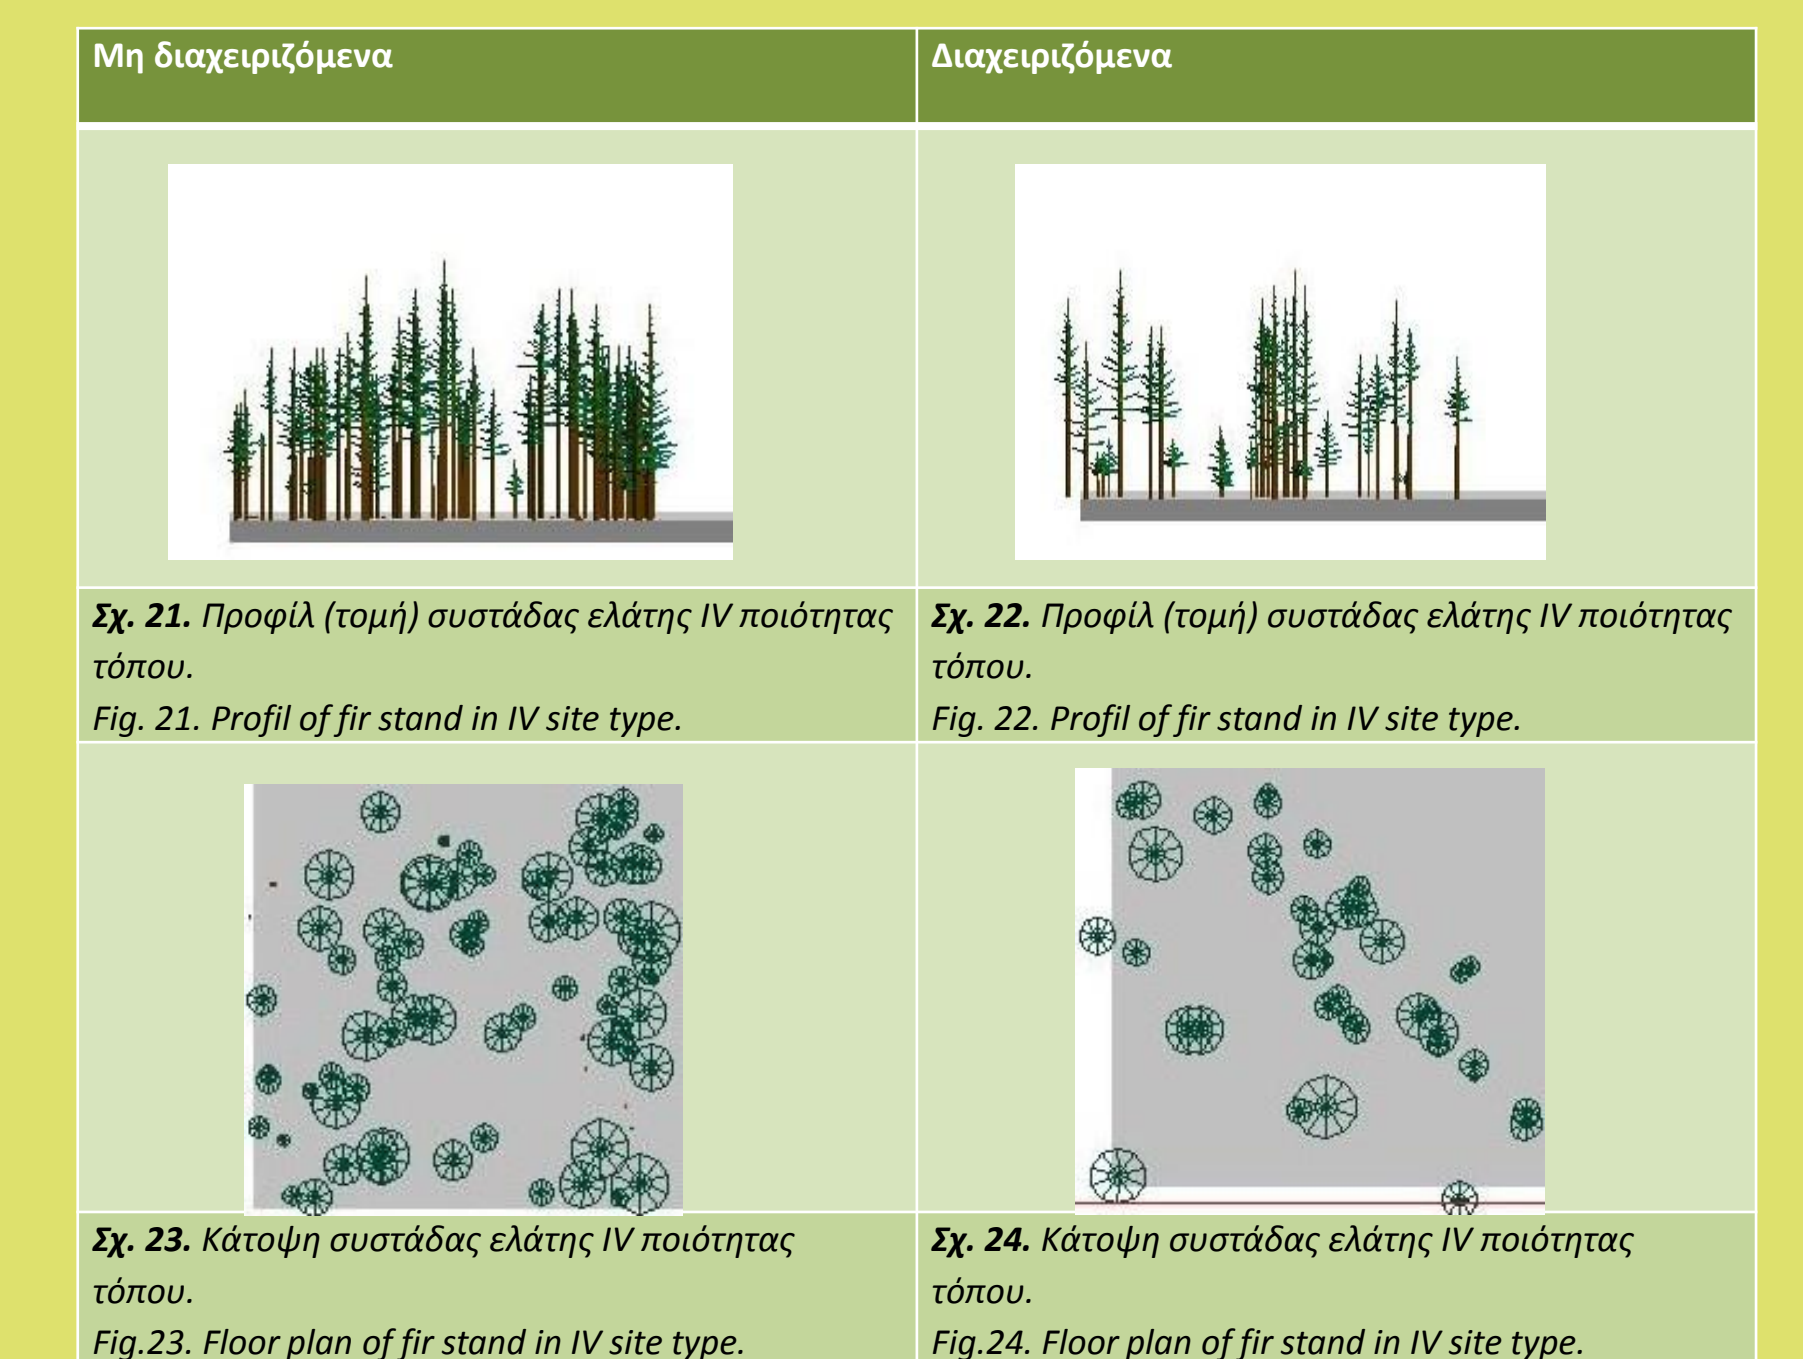 Μη διαχειριζόμενα
Διαχειριζόμενα
Σχ. 21. Προφίλ (τομή) συστάδας ελάτης IV ποιότητας
τόπου.
Fig. 21. Profil of fir stand in IV site type.
Σχ. 22. Προφίλ (τομή) συστάδας ελάτης IV ποιότητας
τόπου.
Fig. 22. Profil of fir stand in IV site type.
Σχ. 23. Κάτοψη συστάδας ελάτης IV ποιότητας
τόπου.
Fig.23. Floor plan of fir stand in IV site type.
Σχ. 24. Κάτοψη συστάδας ελάτης IV ποιότητας
τόπου.
Fig.24. Floor plan of fir stand in IV site type.